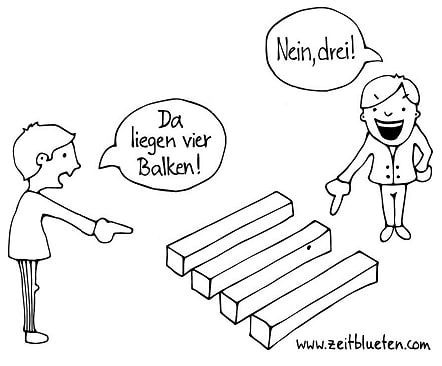 Nein, drei!
Da
liegen vier
Balken!
www.zeitblueten.com